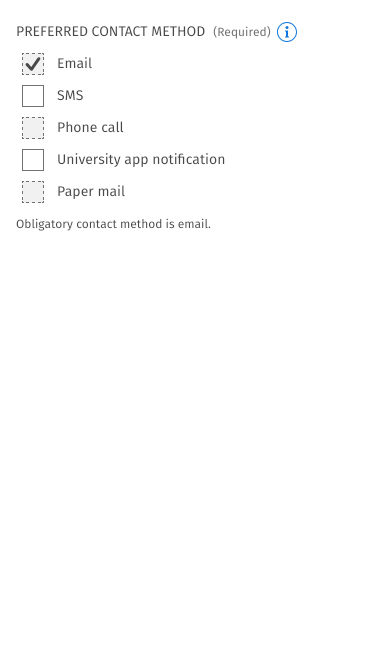 PREFERRED CONTACT METHOD (Required)
Email
SMS
Phone call
University app notification
Paper mail
Obligatory contact method is email.